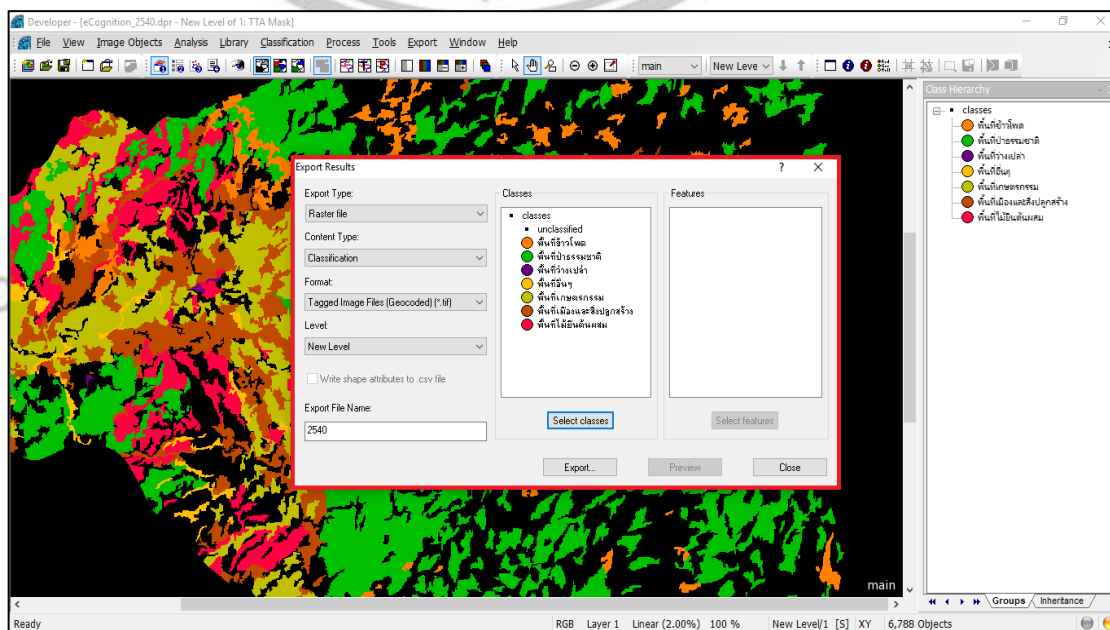 Developer - [eCognition_2540.dpr - New Level of 1: TTA Mask]
File View Image Objects Analysis Library Classification Process Tools Export Window Help
main New Leve
Class Hierarchy
classes
พื้นที่ข้าวโพด
พื้นที่ป่าธรรมชาติ
พื้นที่ว่างเปล่า
พื้นที่อื่นๆ
พื้นที่เกษตรกรรม
พื้นที่เมืองและสิ่งปลูกสร้าง
พื้นที่ไม้ยืนต้นผสม
Export Results
Export Type:
Raster file
Content Type:
Classification
Format:
Tagged Image Files (Geocoded) (*.tif)
Level:
New Level
Write shape attributes to .csv file
Export File Name:
2540
Classes
classes
unclassified
พื้นที่ข้าวโพด
พื้นที่ป่าธรรมชาติ
พื้นที่ว่างเปล่า
พื้นที่อื่นๆ
พื้นที่เกษตรกรรม
พื้นที่เมืองและสิ่งปลูกสร้าง
พื้นที่ไม้ยืนต้นผสม
Select classes
Features
Select features
Export... Preview Close
main
Groups Inheritance
Ready RGB Layer 1 Linear (2.00%) 100 % New Level/1 [S] XY 6,788 Objects